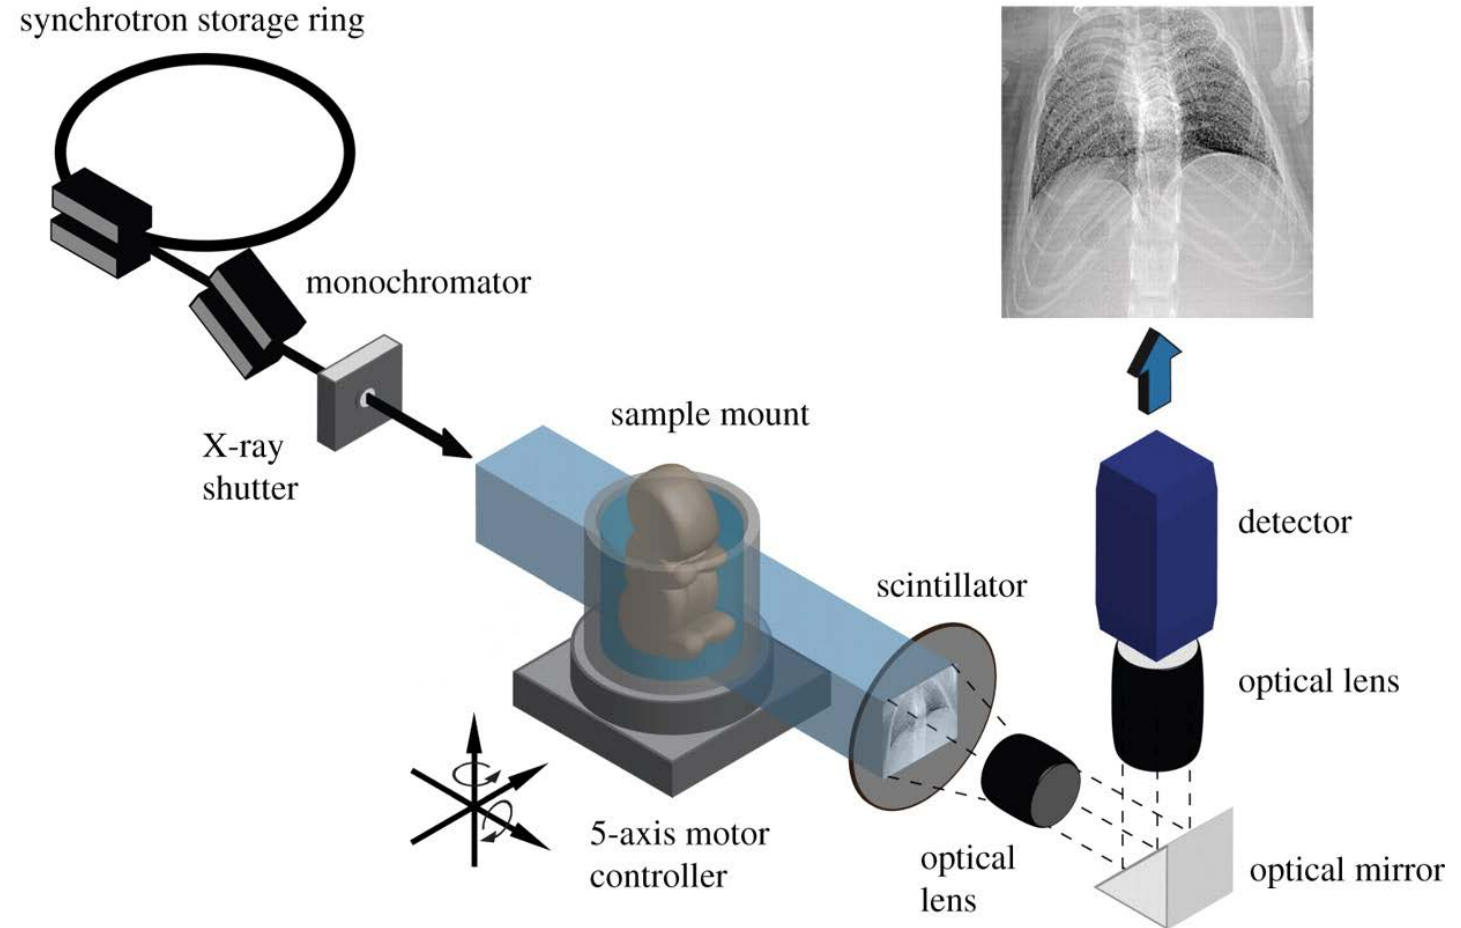 synchrotron storage ring
monochromator
X-ray
shutter
sample mount
scintillator
detector
optical lens
5-axis motor
controller
optical
lens
optical mirror